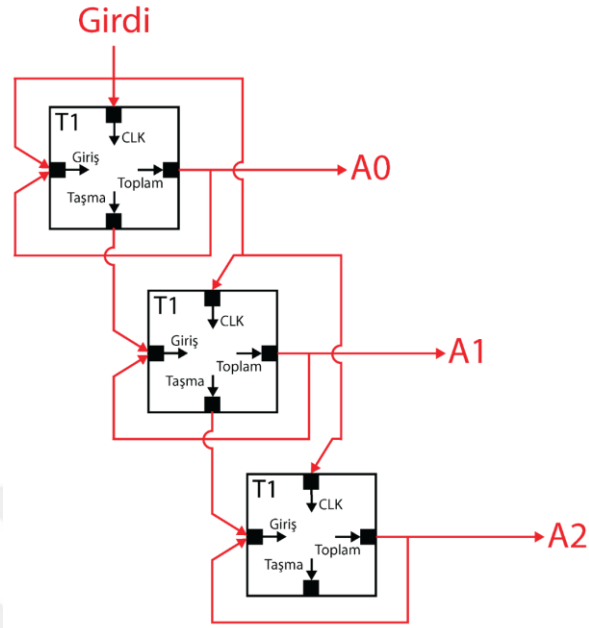 Girdi
T1
CLK
Giriş
Toplam
Taşma
A0
T1
CLK
Giriş
Toplam
Taşma
A1
T1
CLK
Giriş
Toplam
Taşma
A2